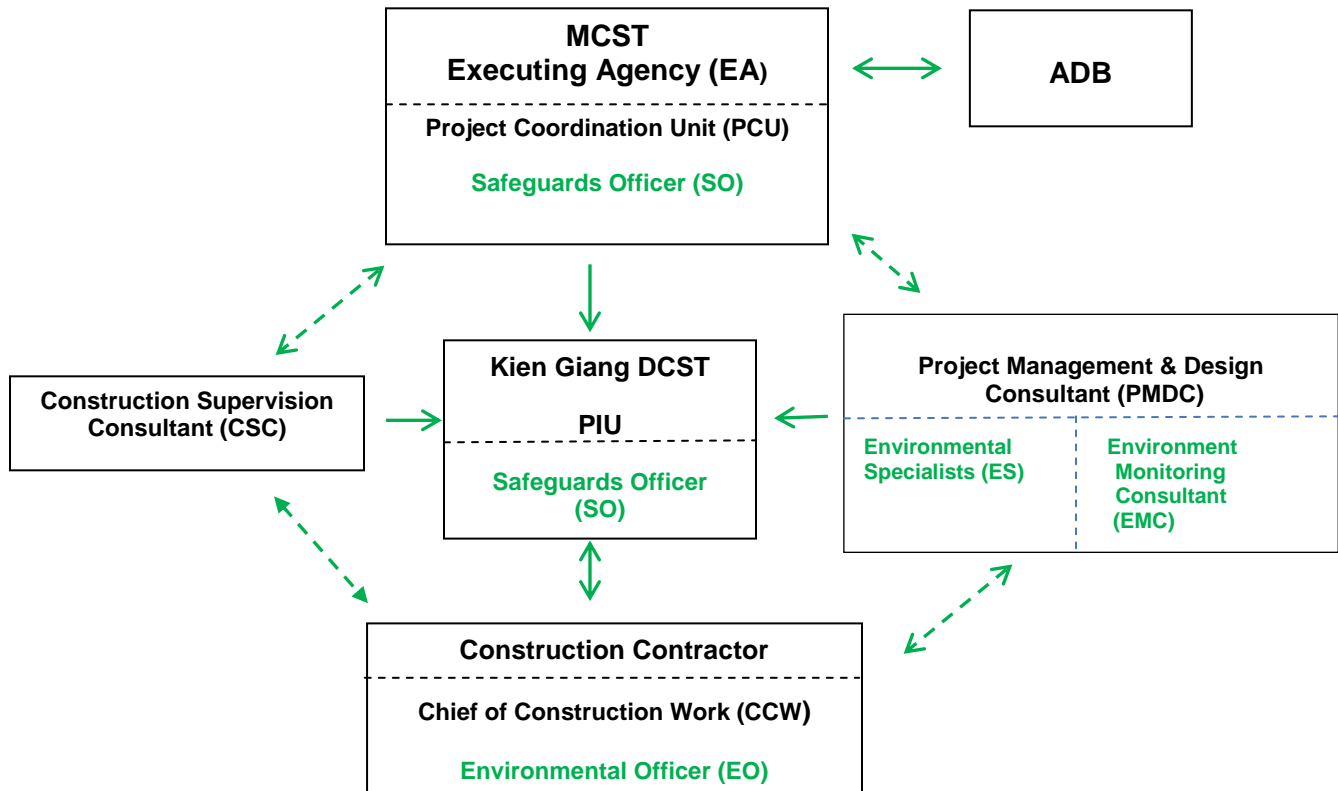 MCST
Executing Agency (EA)
ADB
Project Coordination Unit (PCU)
Safeguards Officer (SO)
Kien Giang DCST
PIU
Safeguards Officer
(SO)
Construction Supervision
Consultant (CSC)
Project Management & Design
Consultant (PMDC)
Environmental
Specialists (ES)
Environment
Monitoring
Consultant
(EMC)
Construction Contractor
Chief of Construction Work (CCW)
Environmental Officer (EO)